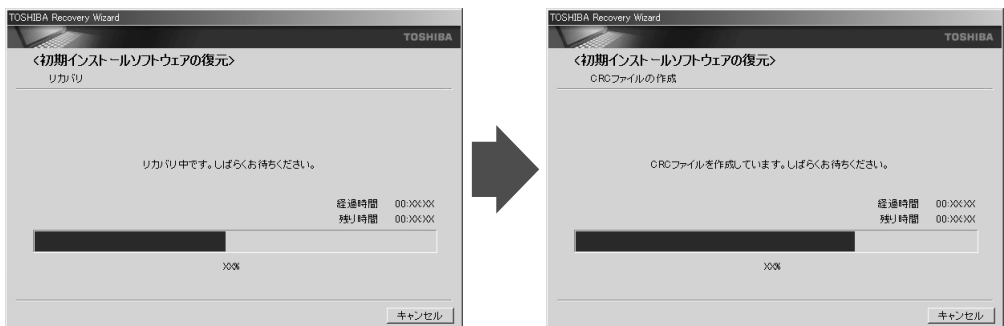 TOSHIBA Recovery Wizard
TOSHIBA
<初期インストールソフトウェアの復元>
リカバリ
リカバリ中です。しばらくお待ちください。
経過時間 00:XX:XX
残り時間 00:XX:XX
XX%
キャンセル
TOSHIBA Recovery Wizard
TOSHIBA
<初期インストールソフトウェアの復元>
CRCファイルの作成
CRCファイルを作成しています。しばらくお待ちください。
経過時間 00:XX:XX
残り時間 00:XX:XX
XX%
キャンセル